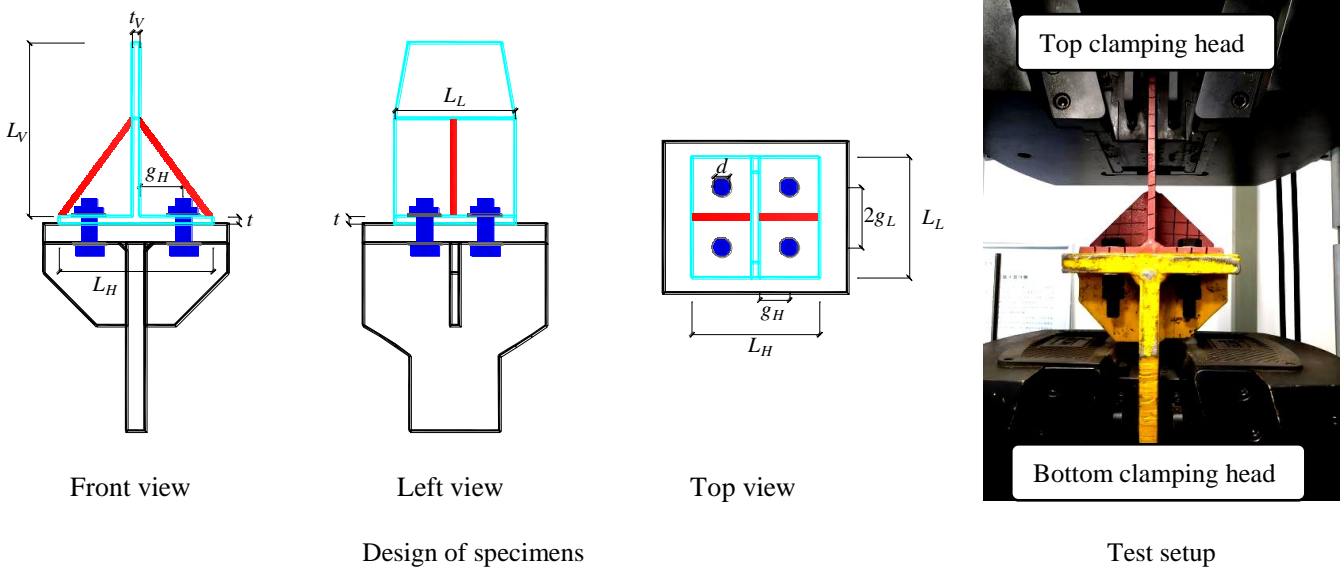 t_V
L_V
g_H
t
L_H
Front view
L_L
t
Left view
d
2g_L
L_L
g_H
L_H
Top view
Design of specimens
Top clamping head
Bottom clamping head
Test setup